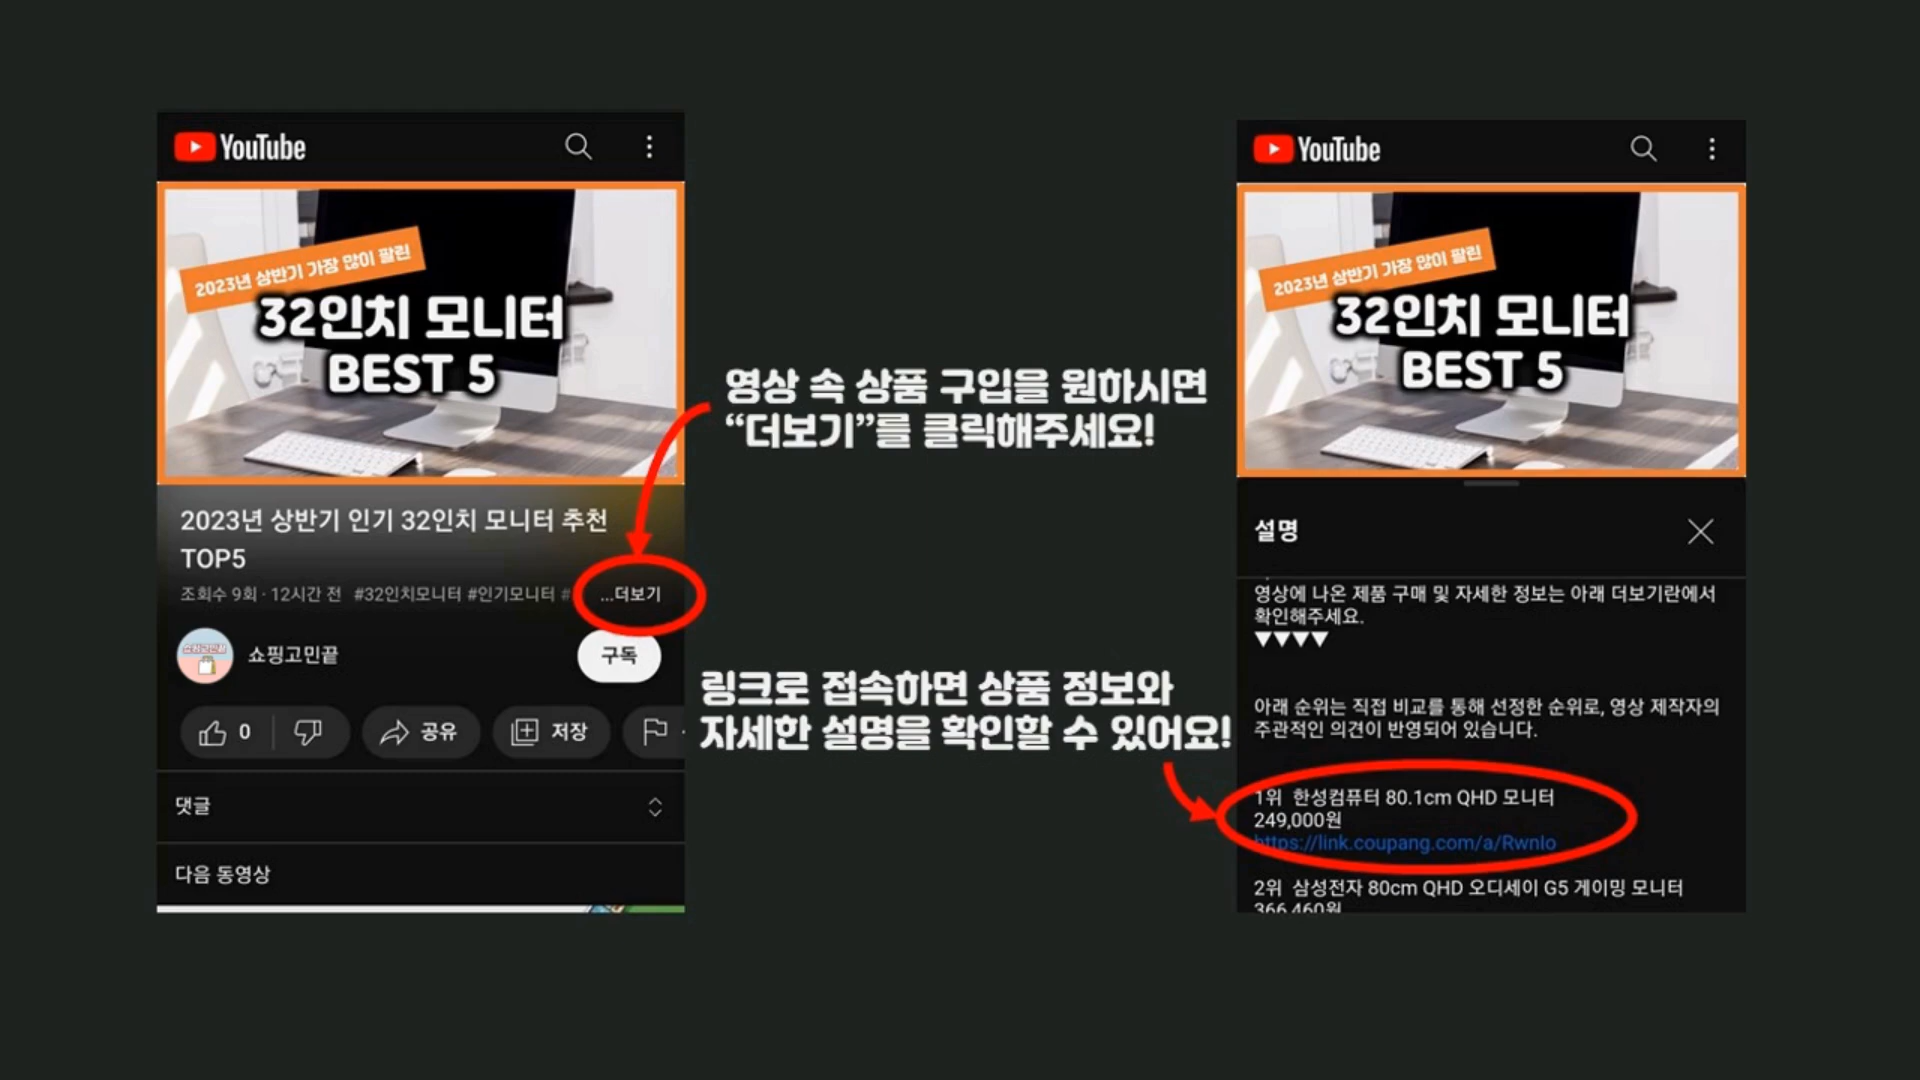 YouTube
2023년 상반기 가장 많이 팔린
32인치 모니터
BEST 5
2023년 상반기 인기 32인치 모니터 추천
TOP5
조회수 9회 · 12시간 전 #32인치모니터 #인기모니터 # ...더보기
쇼핑고민끝
쇼핑고민끝
구독
0
공유
저장
댓글
다음 동영상
영상 속 상품 구입을 원하시면
“더보기”를 클릭해주세요!
링크로 접속하면 상품 정보와
자세한 설명을 확인할 수 있어요!
YouTube
2023년 상반기 가장 많이 팔린
32인치 모니터
BEST 5
설명
영상에 나온 제품 구매 및 자세한 정보는 아래 더보기란에서
확인해주세요.
▼▼▼▼
아래 순위는 직접 비교를 통해 선정한 순위로, 영상 제작자의
주관적인 의견이 반영되어 있습니다.
1위 한성컴퓨터 80.1cm QHD 모니터
249,000원
https://link.coupang.com/a/RwnIo
2위 삼성전자 80cm QHD 오디세이 G5 게이밍 모니터
366,460원